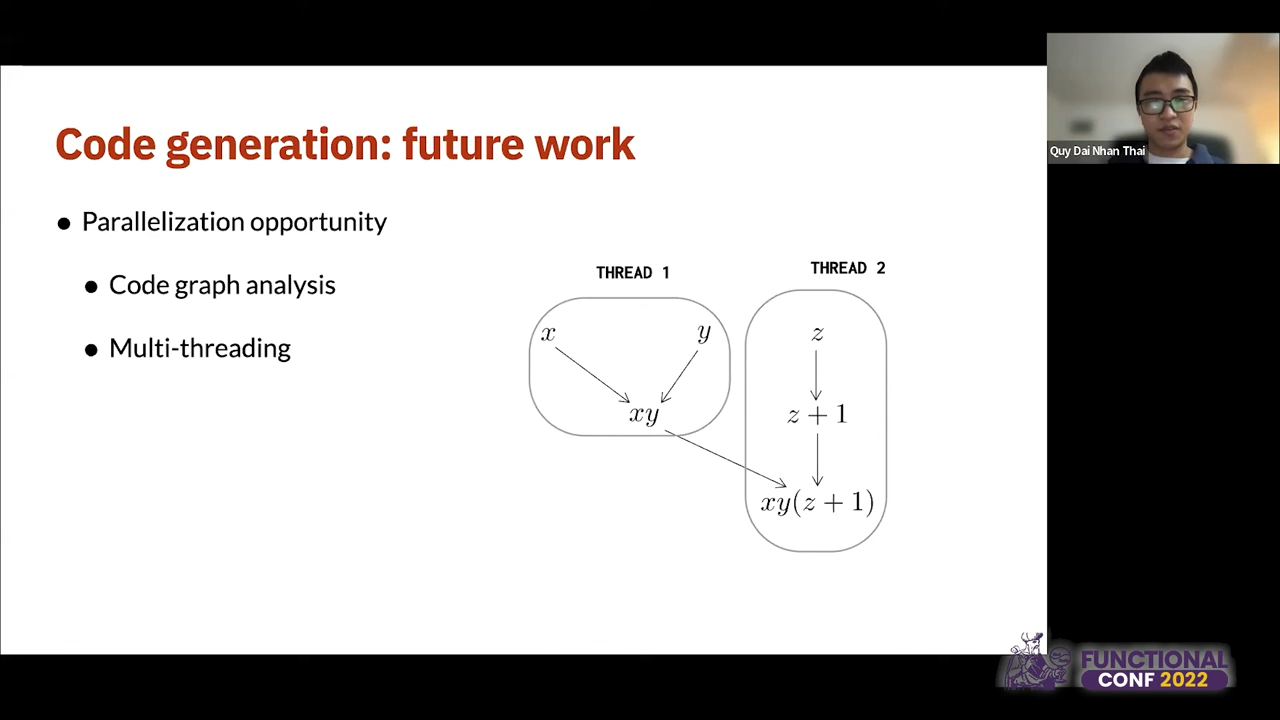 Code generation: future work
● Parallelization opportunity
● Code graph analysis
● Multi-threading
THREAD 1
THREAD 2
x
y
z
xy
z + 1
xy(z + 1)
Quy Dai Nhan Thai
FUNCTIONAL
CONF 2022